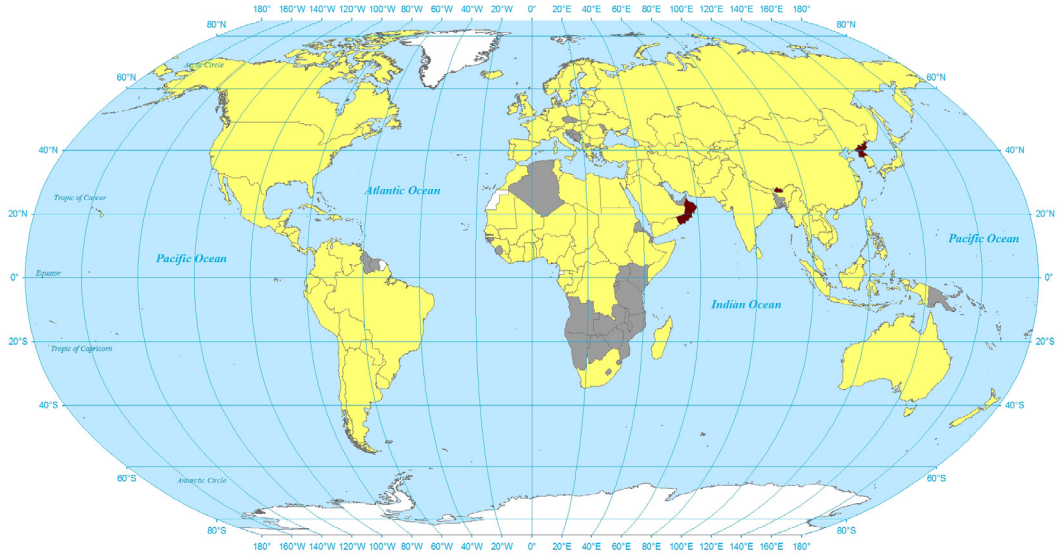 180° 160°W 140°W 120°W 100°W 80°W 60°W 40°W 20°W 0° 20°E 40°E 60°E 80°E 100°E 120°E 140°E 160°E 180°
80°N 80°N
Arctic Circle
60°N 60°N
40°N 40°N
Atlantic Ocean
Tropic of Cancer
20°N 20°N
Pacific Ocean Pacific Ocean
Equator
0° 0°
Indian Ocean
20°S 20°S
Tropic of Capricorn
40°S 40°S
60°S 60°S
Antarctic Circle
80°S 80°S
180° 160°W 140°W 120°W 100°W 80°W 60°W 40°W 20°W 0° 20°E 40°E 60°E 80°E 100°E 120°E 140°E 160°E 180°